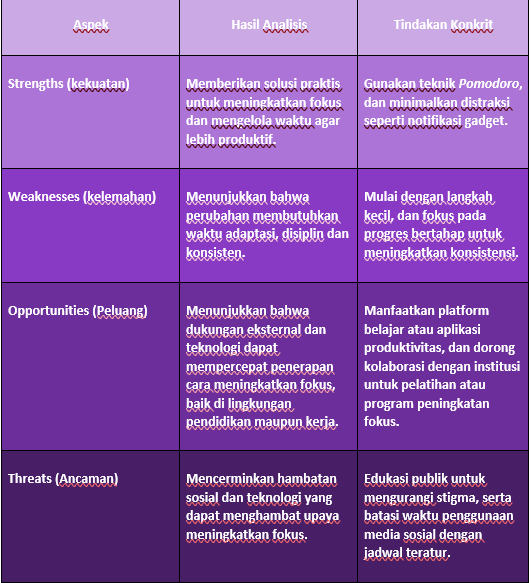 Aspek
Hasil Analisis
Tindakan Konkrit
Strengths (kekuatan)
Memberikan solusi praktis
untuk meningkatkan fokus
dan mengelola waktu agar
lebih produktif.
Gunakan teknik Pomodoro,
dan minimalkan distraksi
seperti notifikasi gadget.
Weaknesses (kelemahan)
Menunjukkan bahwa
perubahan membutuhkan
waktu adaptasi, disiplin dan
konsisten.
Mulai dengan langkah
kecil, dan fokus pada
progres bertahap untuk
meningkatkan konsistensi.
Opportunities (Peluang)
Menunjukkan bahwa
dukungan eksternal dan
teknologi dapat
mempercepat penerapan
cara meningkatkan fokus,
baik di lingkungan
pendidikan maupun kerja.
Manfaatkan platform
belajar atau aplikasi
produktivitas, dan dorong
kolaborasi dengan institusi
untuk pelatihan atau
program peningkatan
fokus.
Threats (Ancaman)
Mencerminkan hambatan
sosial dan teknologi yang
dapat menghambat upaya
meningkatkan fokus.
Edukasi publik untuk
mengurangi stigma, serta
batasi waktu penggunaan
media sosial dengan
jadwal teratur.